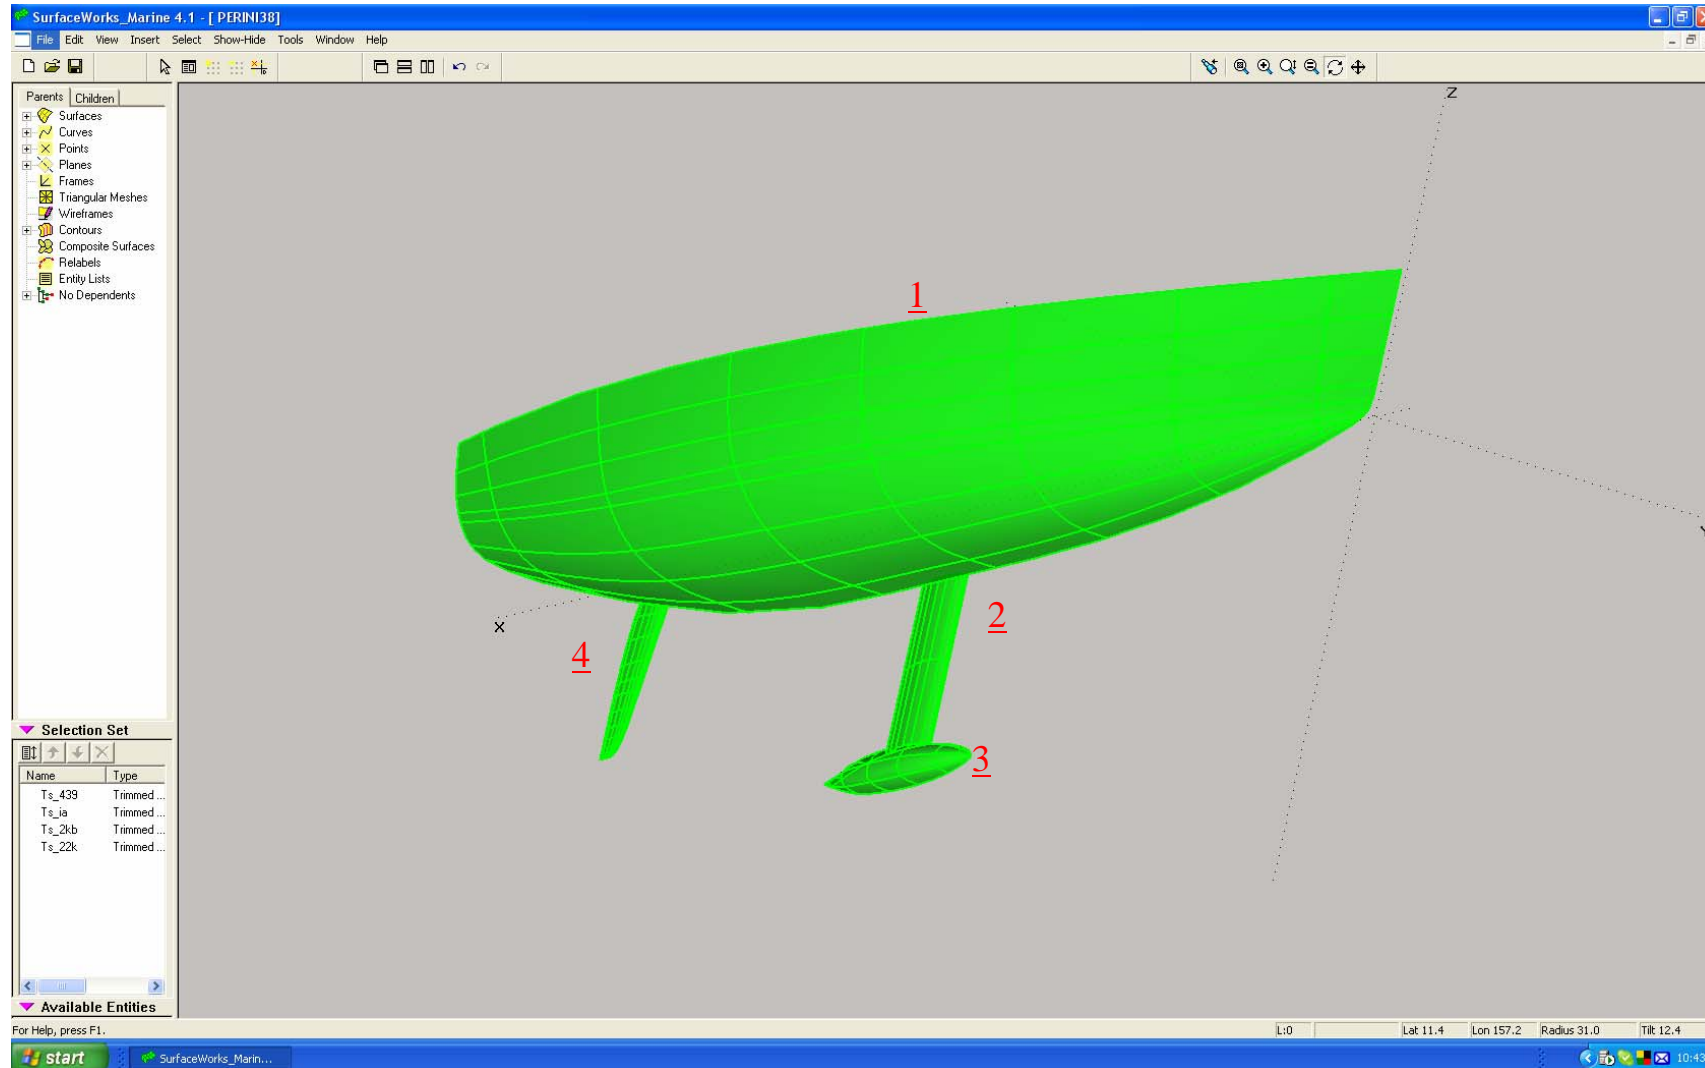 SurfaceWorks_Marine 4.1 - [ PERINI38]
File Edit View Insert Select Show-Hide Tools Window Help
Parents Children
Surfaces
Curves
Points
Planes
Frames
Triangular Meshes
Wireframes
Contours
Composite Surfaces
Relabels
Entity Lists
No Dependents
Z
1
Y
2
X
4
3
Selection Set
Name Type
Ts_439 Trimmed ...
Ts_ia Trimmed ...
Ts_2kb Trimmed ...
Ts_22k Trimmed ...
Available Entities
For Help, press F1. L:0 Lat 11.4 Lon 157.2 Radius 31.0 Tilt 12.4
start SurfaceWorks_Marin... 10:43